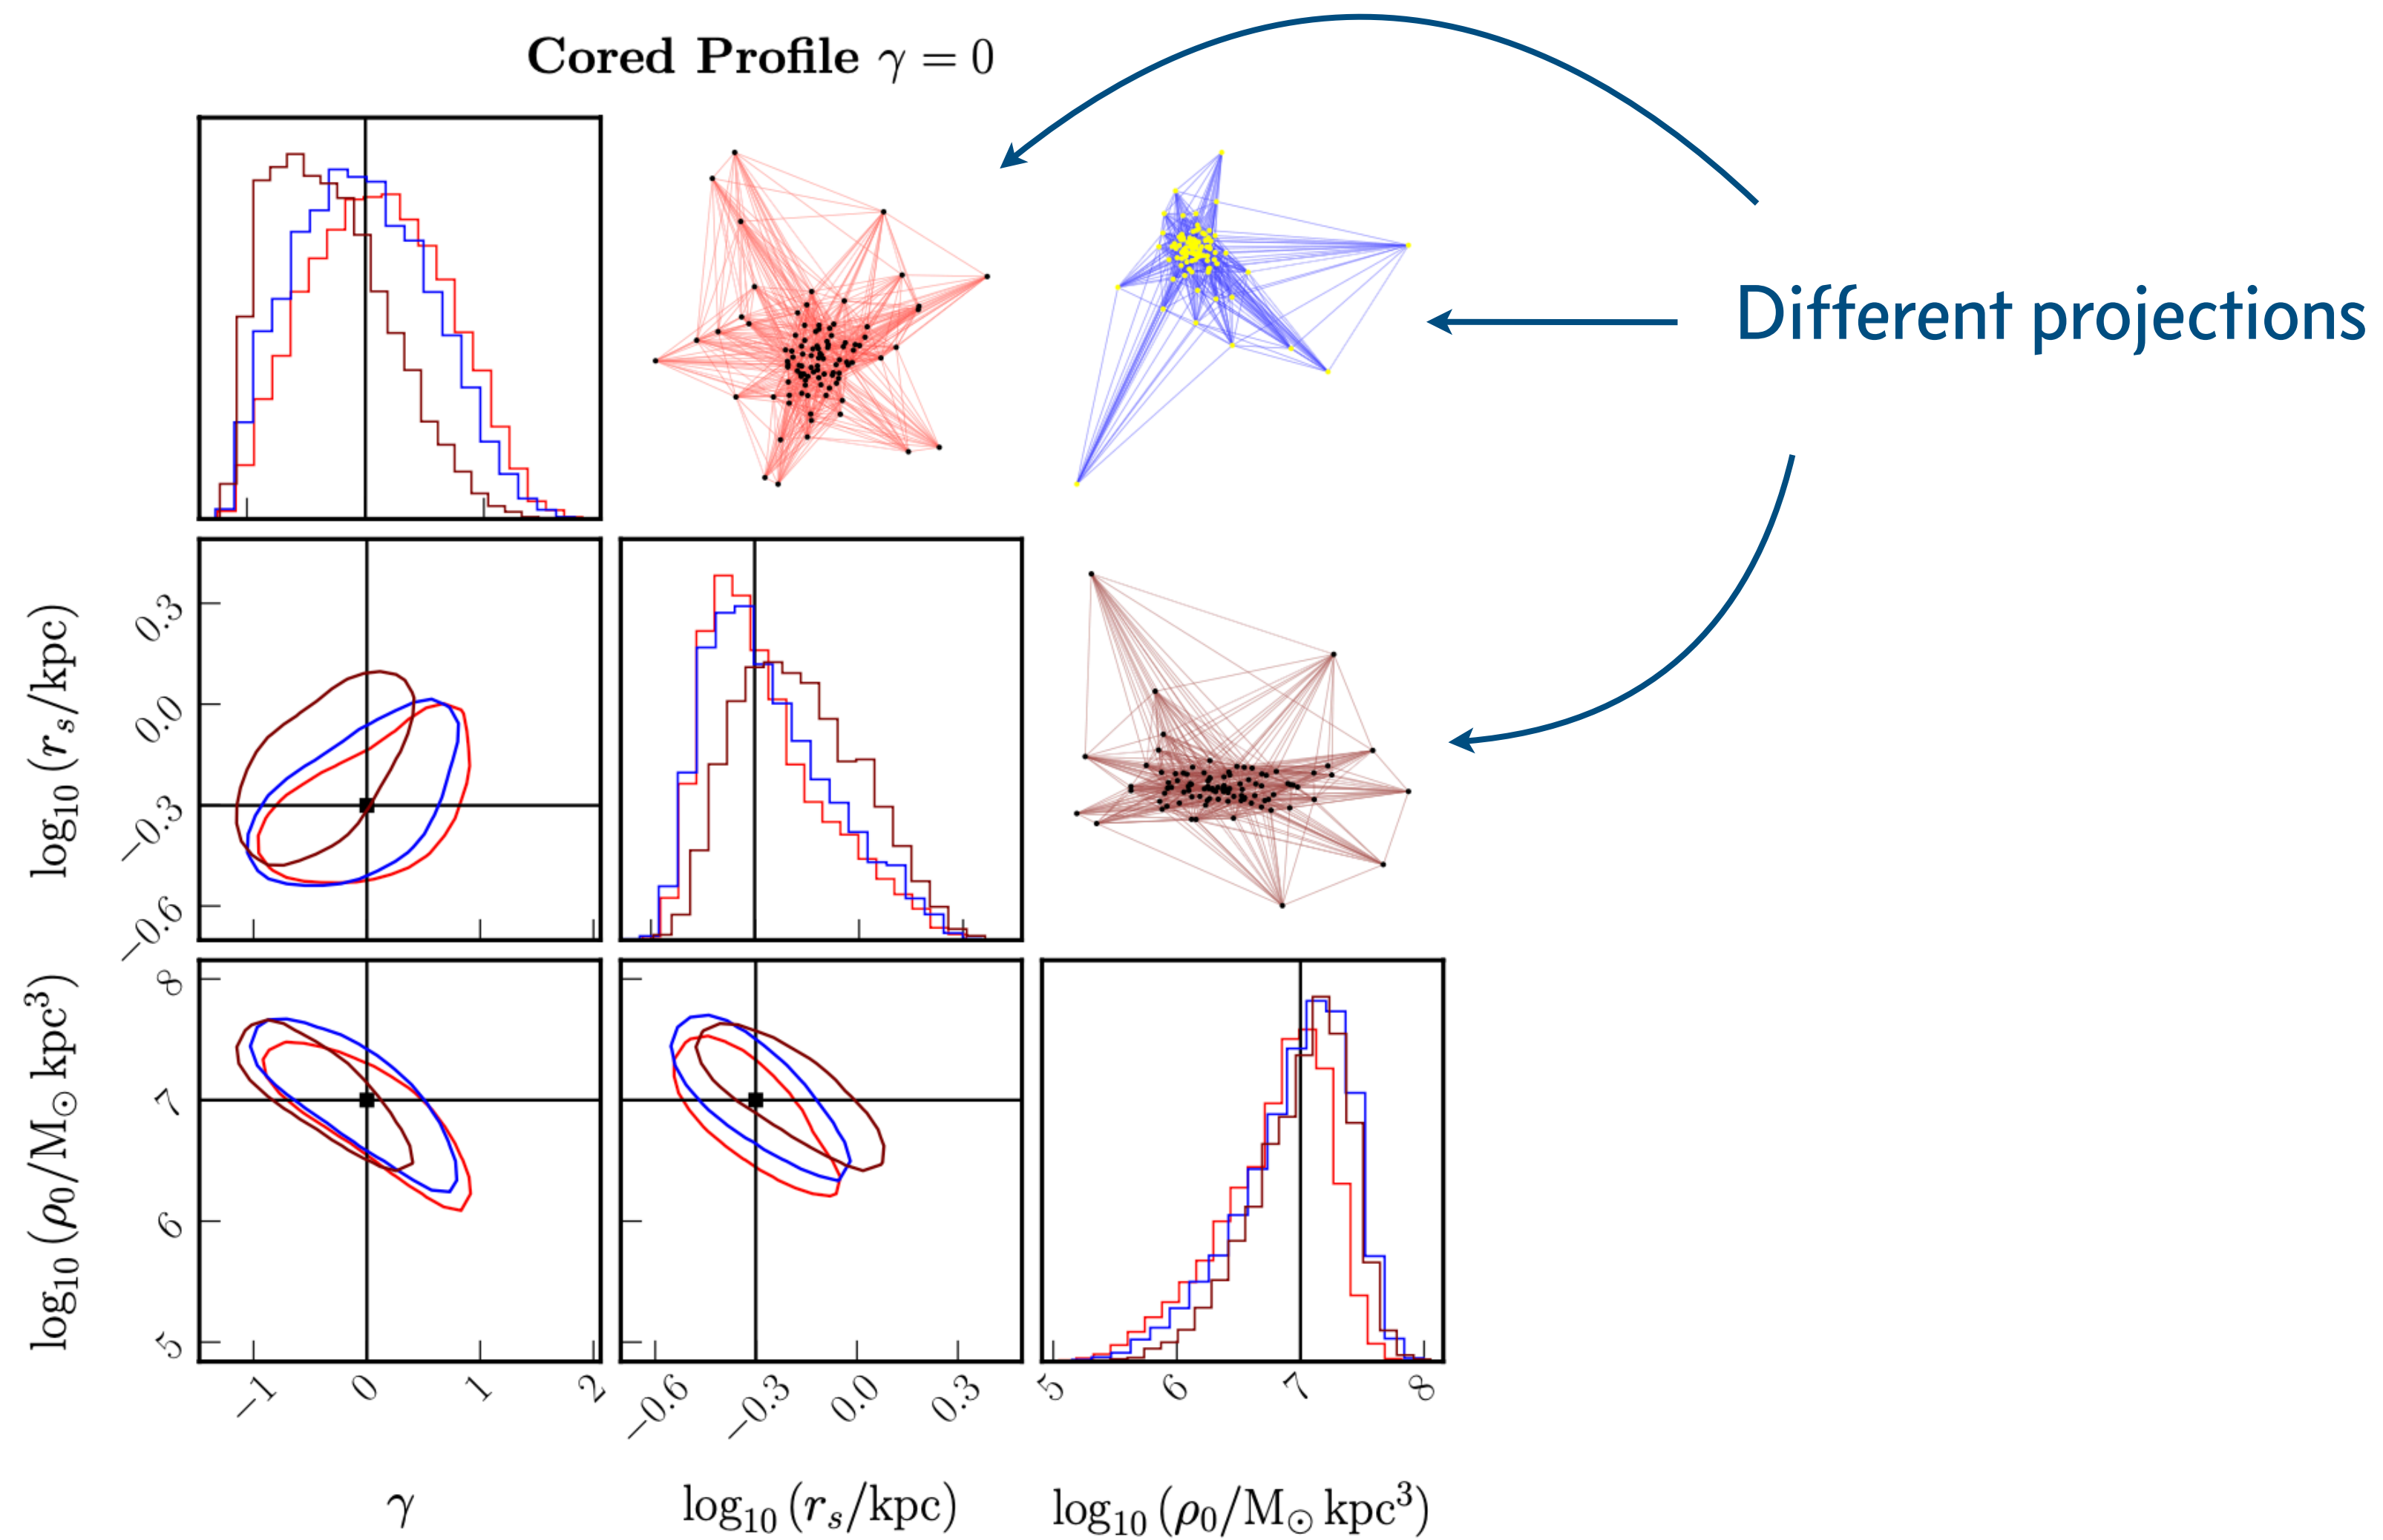 Cored Profile γ = 0
Different projections
log₁₀ (rₛ/kpc)
0.3
0.0
−0.3
−0.6
log₁₀ (ρ₀/M⊙ kpc³)
8
7
6
5
−1 0 1 2
−0.6 −0.3 0.0 0.3
5 6 7 8
γ
log₁₀ (rₛ/kpc)
log₁₀ (ρ₀/M⊙ kpc³)